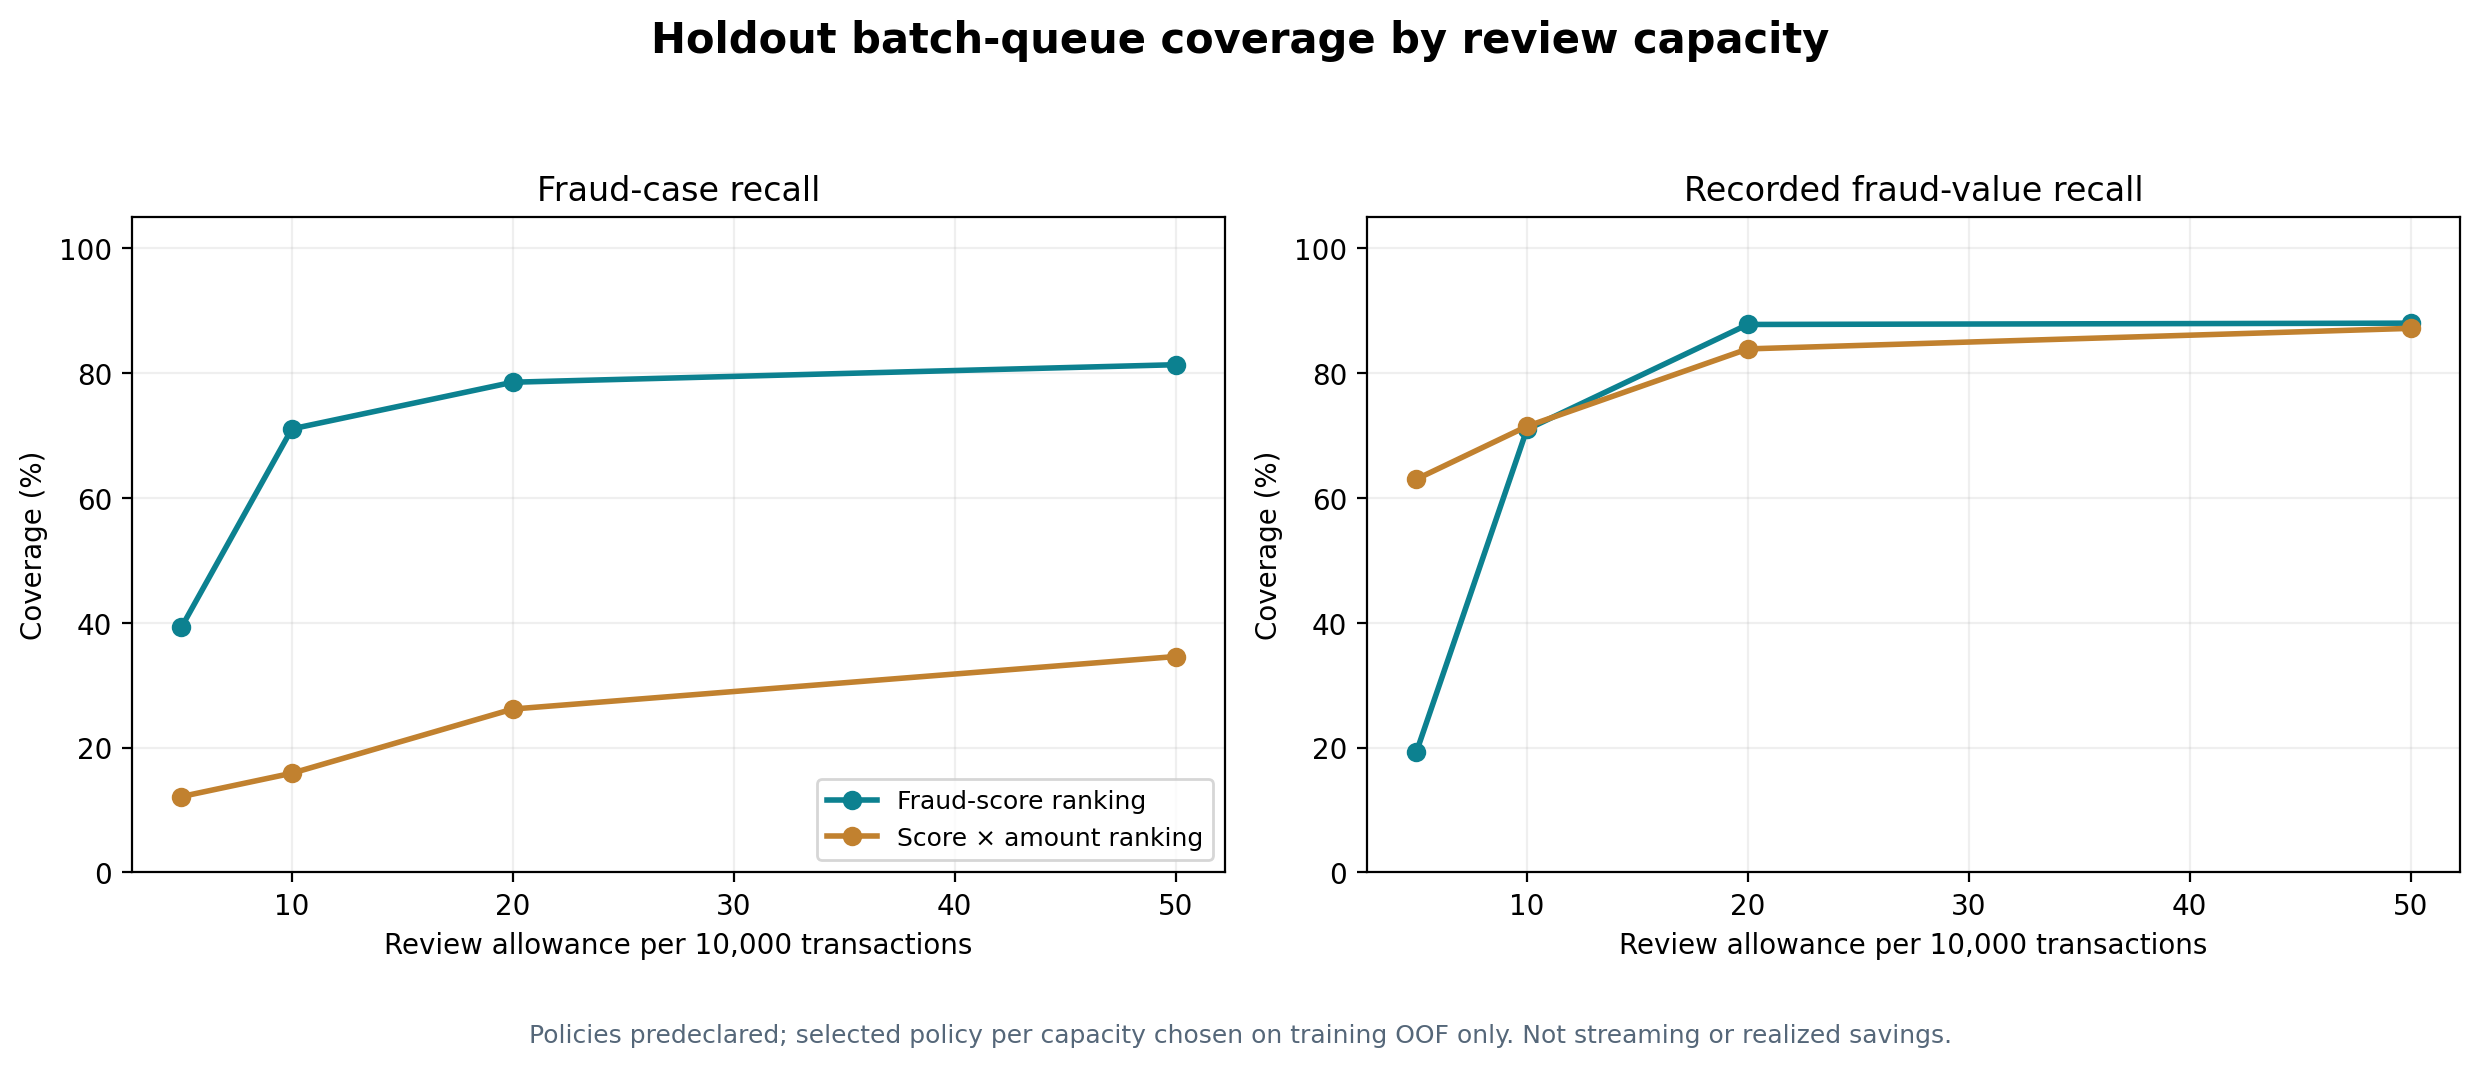 Holdout batch-queue coverage by review capacity
Fraud-case recall
100
80
60
40
20
0
Coverage (%)
10 20 30 40 50
Review allowance per 10,000 transactions
Fraud-score ranking
Score × amount ranking
Recorded fraud-value recall
100
80
60
40
20
0
Coverage (%)
10 20 30 40 50
Review allowance per 10,000 transactions
Policies predeclared; selected policy per capacity chosen on training OOF only. Not streaming or realized savings.